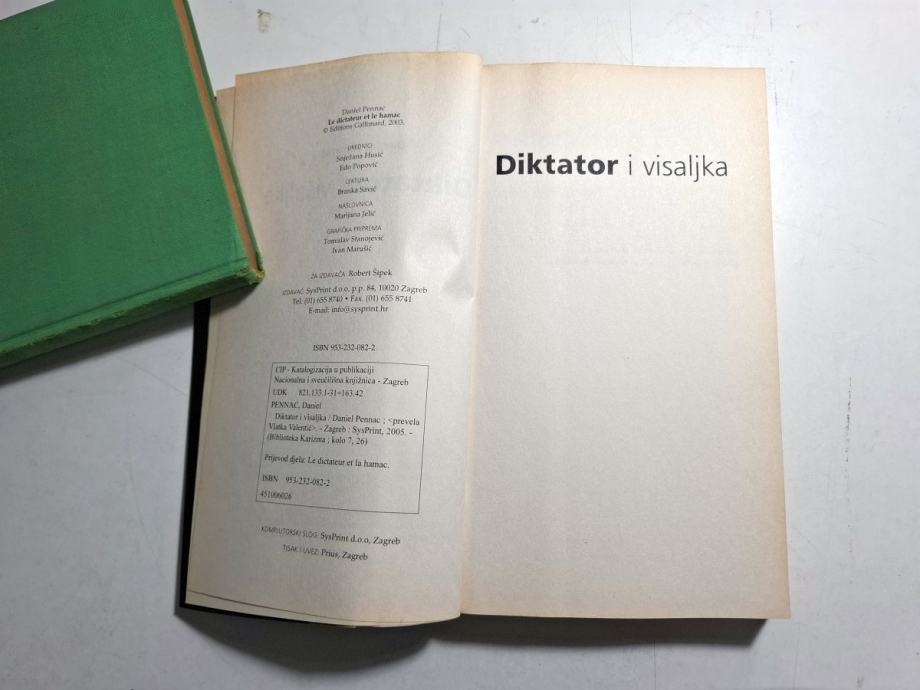 Daniel Pennac
Le dictateur et le hamac
© Editions Gallimard, 2003.
UREDNICI
Snježana Husić
Edo Popović
LEKTURA
Branka Savić
NASLOVNICA
Marijana Jelić
GRAFIČKA PRIPREMA
Tomislav Stanojević
Ivan Marušić
ZA IZDAVAČA: Robert Šipek
IZDAVAČ: SysPrint d.o.o, p.p. 84, 10020 Zagreb
Tel: (01) 655 8740 • Fax. (01) 655 8741
E-mail: info@sysprint.hr
ISBN 953-232-082-2
CIP - Katalogizacija u publikaciji
Nacionalna i sveučilišna knjižnica - Zagreb
UDK 821.133.1-31=163.42
PENNAC, Daniel
Diktator i visaljka / Daniel Pennac ; <prevela
Vlatka Valentić>. - Zagreb : SysPrint, 2005. -
(Biblioteka Karizma ; kolo 7, 26)
Prijevod djela: Le dictateur et la hamac.
ISBN 953-232-082-2
451006026
KOMPJUTORSKI SLOG: SysPrint d.o.o, Zagreb
TISAK I UVEZ: Prius, Zagreb
Diktator i visaljka